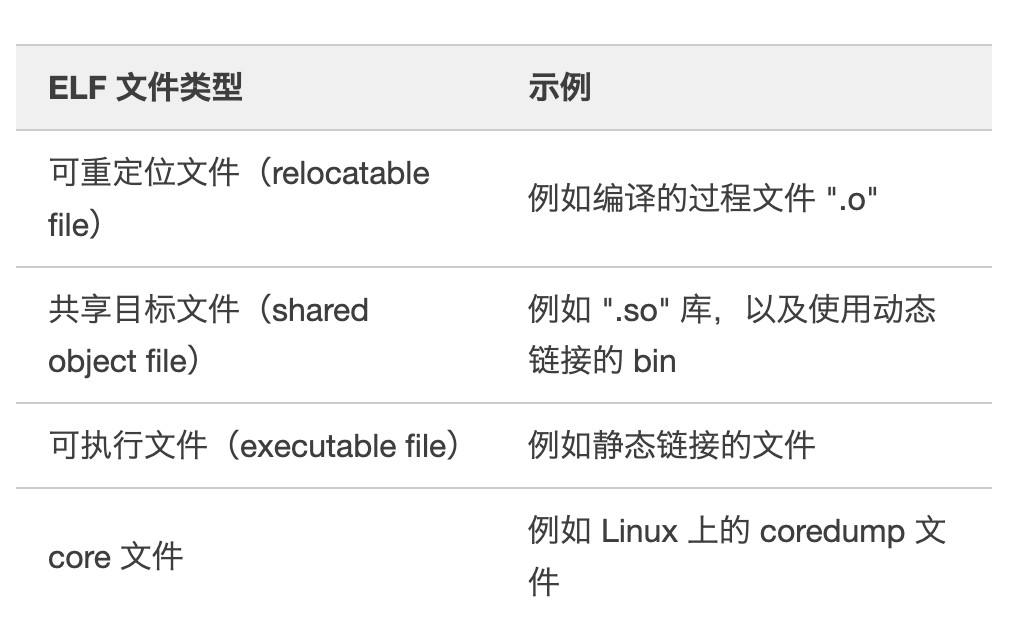 ELF 文件类型
示例
可重定位文件（relocatable
file）
例如编译的过程文件 ".o"
共享目标文件（shared
object file）
例如 ".so" 库，以及使用动态
链接的 bin
可执行文件（executable file）
例如静态链接的文件
core 文件
例如 Linux 上的 coredump 文
件